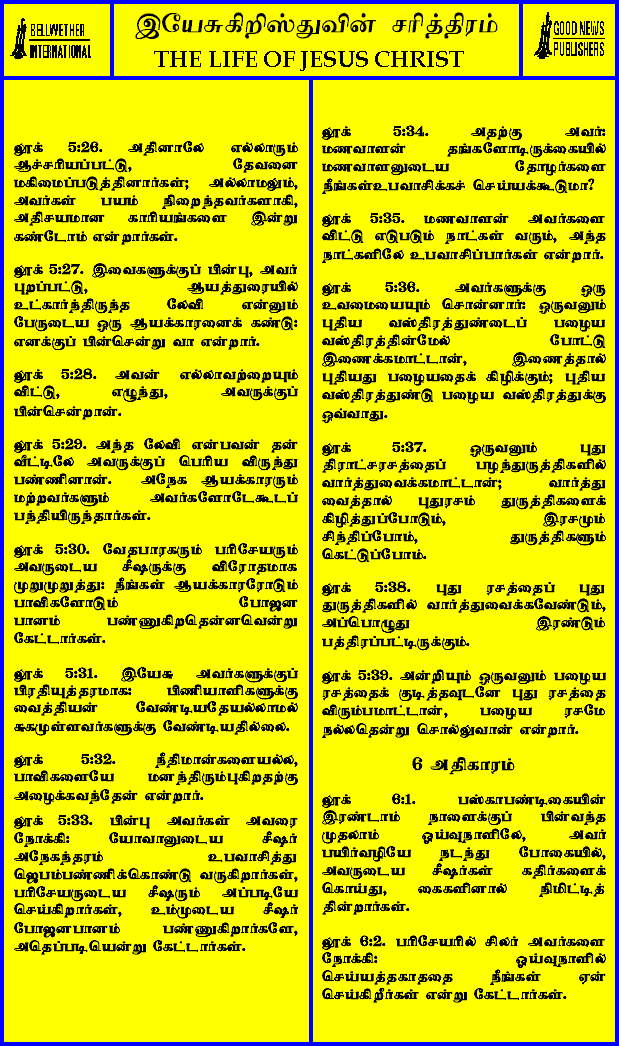 BELLWETHER
INTERNATIONAL
இயேசுகிறிஸ்துவின் சரித்திரம்
THE LIFE OF JESUS CHRIST
GOOD NEWS
PUBLISHERS
லூக் 5:26. அதினாலே எல்லாரும்
ஆச்சரியப்பட்டு, தேவனை
மகிமைப்படுத்தினார்கள்; அல்லாமலும்,
அவர்கள் பயம் நிறைந்தவர்களாகி,
அதிசயமான காரியங்களை இன்று
கண்டோம் என்றார்கள்.
லூக் 5:27. இவைகளுக்குப் பின்பு, அவர்
புறப்பட்டு, ஆயத்துறையில்
உட்கார்ந்திருந்த லேவி என்னும்
பேருடைய ஒரு ஆயக்காரனைக் கண்டு:
எனக்குப் பின்சென்று வா என்றார்.
லூக் 5:28. அவன் எல்லாவற்றையும்
விட்டு, எழுந்து, அவருக்குப்
பின்சென்றான்.
லூக் 5:29. அந்த லேவி என்பவன் தன்
வீட்டிலே அவருக்குப் பெரிய விருந்து
பண்ணினான். அநேக ஆயக்காரரும்
மற்றவர்களும் அவர்களோடேகூடப்
பந்தியிருந்தார்கள்.
லூக் 5:30. வேதபாரகரும் பரிசேயரும்
அவருடைய சீஷருக்கு விரோதமாக
முறுமுறுத்து: நீங்கள் ஆயக்காரரோடும்
பாவிகளோடும் போஜன
பானம் பண்ணுகிறதென்னவென்று
கேட்டார்கள்.
லூக் 5:31. இயேசு அவர்களுக்குப்
பிரதியுத்தரமாக: பிணியாளிகளுக்கு
வைத்தியன் வேண்டியதேயல்லாமல்
சுகமுள்ளவர்களுக்கு வேண்டியதில்லை.
லூக் 5:32. நீதிமான்களையல்ல,
பாவிகளையே மனந்திரும்புகிறதற்கு
அழைக்கவந்தேன் என்றார்.
லூக் 5:33. பின்பு அவர்கள் அவரை
நோக்கி: யோவானுடைய சீஷர்
அநேகந்தரம் உபவாசித்து
ஜெபம்பண்ணிக்கொண்டு வருகிறார்கள்,
பரிசேயருடைய சீஷரும் அப்படியே
செய்கிறார்கள், உம்முடைய சீஷர்
போஜனபானம் பண்ணுகிறார்களே,
அதெப்படியென்று கேட்டார்கள்.
லூக் 5:34. அதற்கு அவர்:
மணவாளன் தங்களோடிருக்கையில்
மணவாளனுடைய தோழர்களை
நீங்கள்உபவாசிக்கச் செய்யக்கூடுமா?
லூக் 5:35. மணவாளன் அவர்களை
விட்டு எடுபடும் நாட்கள் வரும், அந்த
நாட்களிலே உபவாசிப்பார்கள் என்றார்.
லூக் 5:36. அவர்களுக்கு ஒரு
உவமையையும் சொன்னார்: ஒருவனும்
புதிய வஸ்திரத்துண்டைப் பழைய
வஸ்திரத்தின்மேல் போட்டு
இணைக்கமாட்டான், இணைத்தால்
புதியது பழையதைக் கிழிக்கும்; புதிய
வஸ்திரத்துண்டு பழைய வஸ்திரத்துக்கு
ஒவ்வாது.
லூக் 5:37. ஒருவனும் புது
திராட்சரசத்தைப் பழந்துருத்திகளில்
வார்த்துவைக்கமாட்டான்; வார்த்து
வைத்தால் புதுரசம் துருத்திகளைக்
கிழித்துப்போடும், இரசமும்
சிந்திப்போம், துருத்திகளும்
கெட்டுப்போம்.
லூக் 5:38. புது ரசத்தைப் புது
துருத்திகளில் வார்த்துவைக்கவேண்டும்,
அப்பொழுது இரண்டும்
பத்திரப்பட்டிருக்கும்.
லூக் 5:39. அன்றியும் ஒருவனும் பழைய
ரசத்தைக் குடித்தவுடனே புது ரசத்தை
விரும்பமாட்டான், பழைய ரசமே
நல்லதென்று சொல்லுவான் என்றார்.
6 அதிகாரம்
லூக் 6:1. பஸ்காபண்டிகையின்
இரண்டாம் நாளைக்குப் பின்வந்த
முதலாம் ஓய்வுநாளிலே, அவர்
பயிர்வழியே நடந்து போகையில்,
அவருடைய சீஷர்கள் கதிர்களைக்
கொய்து, கைகளினால் நிமிட்டித்
தின்றார்கள்.
லூக் 6:2. பரிசேயரில் சிலர் அவர்களை
நோக்கி: ஓய்வுநாளில்
செய்யத்தகாததை நீங்கள் ஏன்
செய்கிறீர்கள் என்று கேட்டார்கள்.